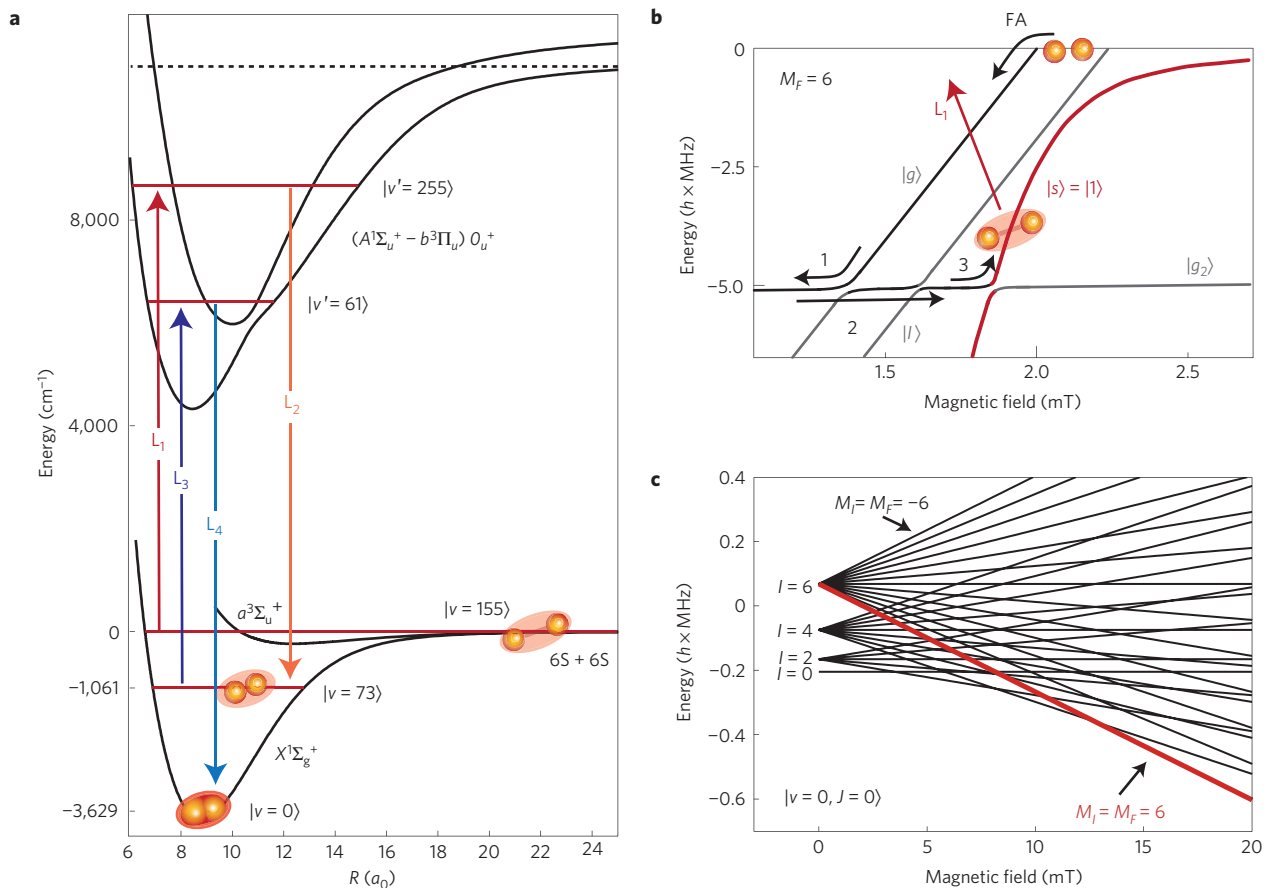 a
Energy (cm⁻¹)
8,000
4,000
0
−1,061
−3,629
6
8
10
12
14
16
18
20
22
24
R (a₀)
|v′ = 255⟩
(A¹Σᵤ⁺ – b³Πᵤ) 0ᵤ⁺
|v′ = 61⟩
L₁
L₃
L₄
L₂
a³Σᵤ⁺
|v = 155⟩
6S + 6S
|v = 73⟩
X¹Σg⁺
|v = 0⟩
b
FA
M_F = 6
L₁
|g⟩
|s⟩ = |1⟩
1
2
3
|l⟩
|g₂⟩
Energy (h × MHz)
0
−2.5
−5.0
1.5
2.0
2.5
Magnetic field (mT)
c
M_I = M_F = −6
I = 6
I = 4
I = 2
I = 0
|v = 0, J = 0⟩
M_I = M_F = 6
Energy (h × MHz)
0.4
0.2
0
−0.2
−0.4
−0.6
0
5
10
15
20
Magnetic field (mT)